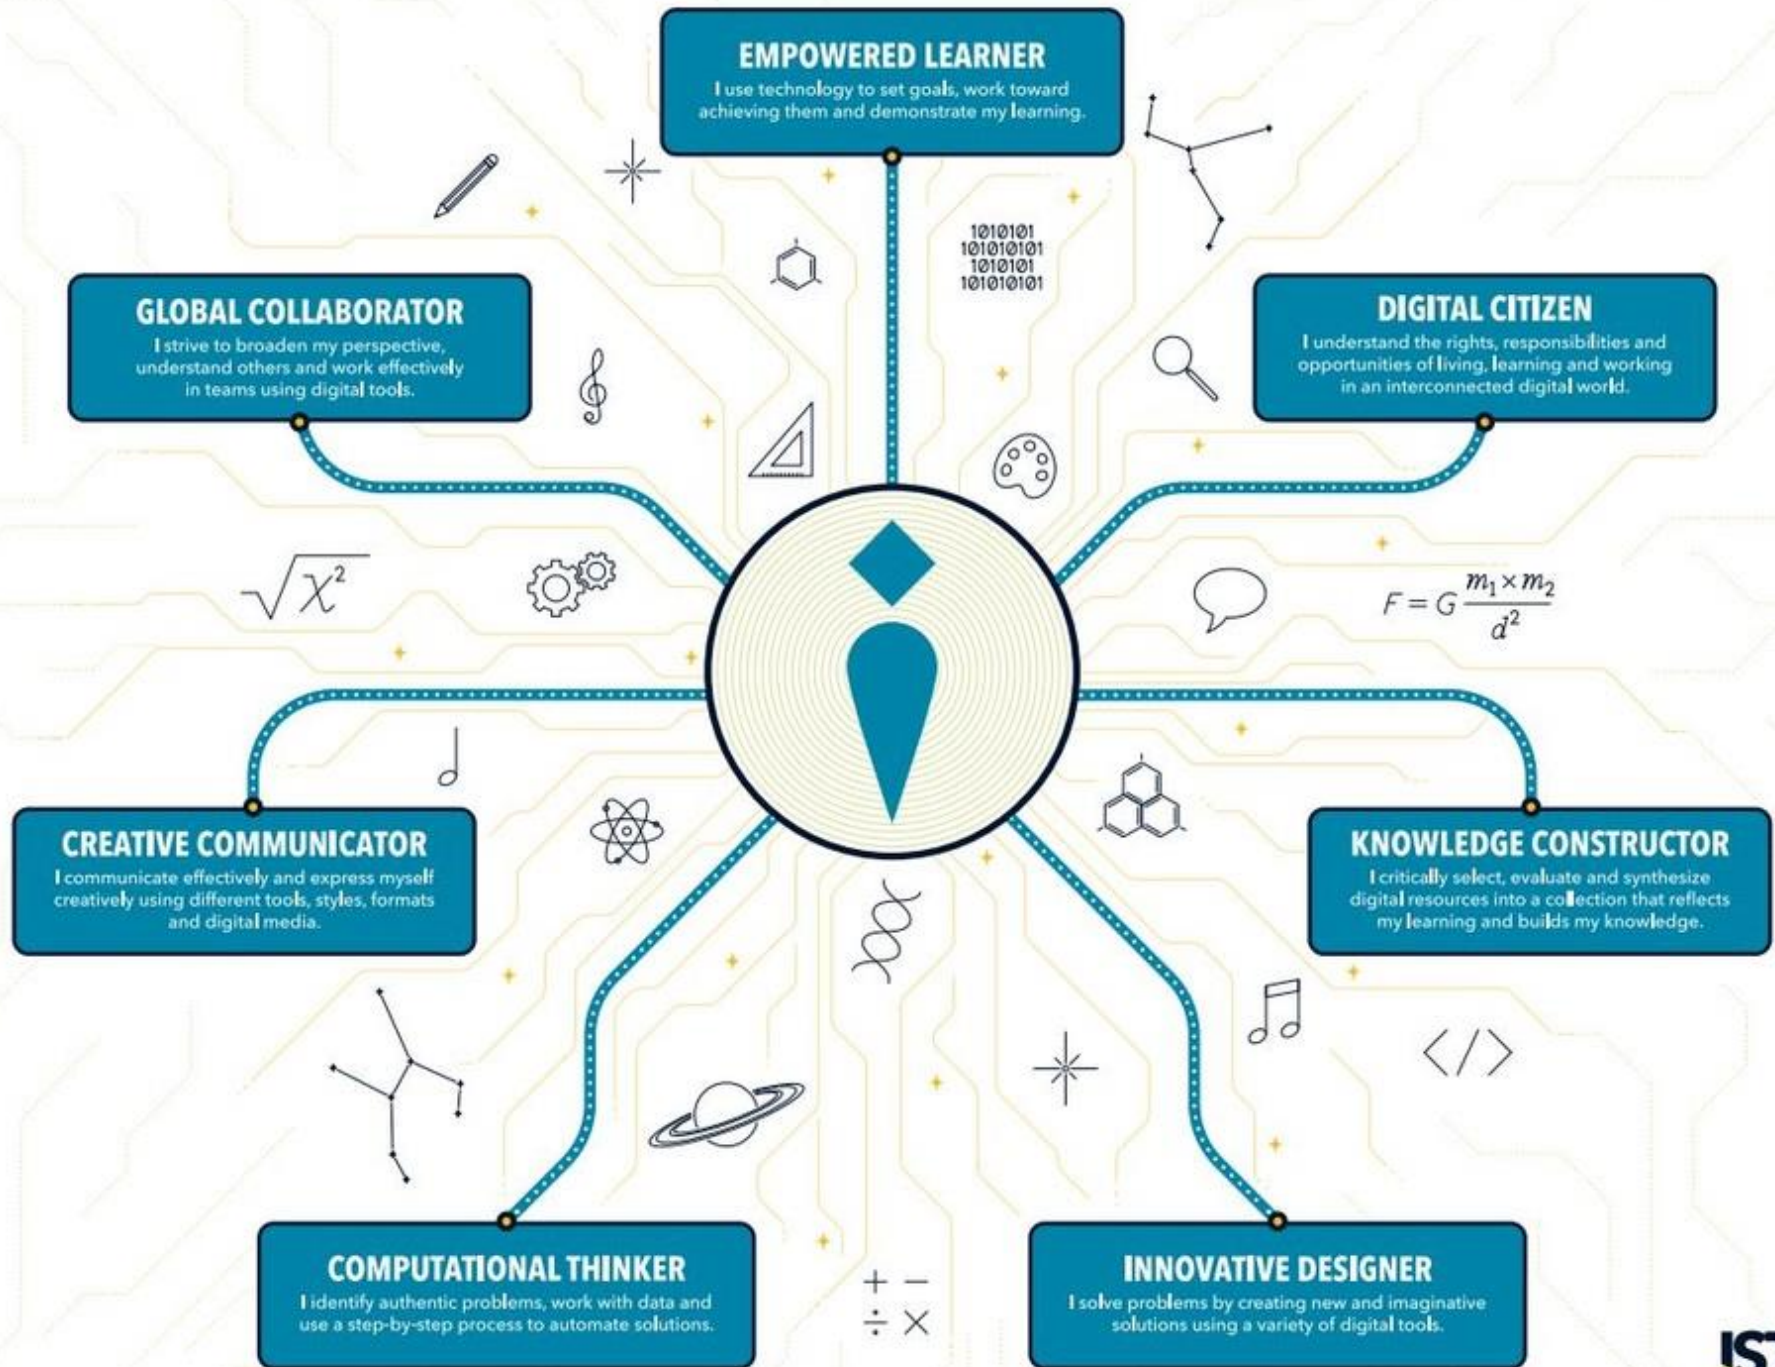 EMPOWERED LEARNER
I use technology to set goals, work toward
achieving them and demonstrate my learning.
1010101
101010101
1010101
101010101
GLOBAL COLLABORATOR
I strive to broaden my perspective,
understand others and work effectively
in teams using digital tools.
DIGITAL CITIZEN
I understand the rights, responsibilities and
opportunities of living, learning and working
in an interconnected digital world.
√χ²
F = G m₁ × m₂ / d²
CREATIVE COMMUNICATOR
I communicate effectively and express myself
creatively using different tools, styles, formats
and digital media.
KNOWLEDGE CONSTRUCTOR
I critically select, evaluate and synthesize
digital resources into a collection that reflects
my learning and builds my knowledge.
</>
COMPUTATIONAL THINKER
I identify authentic problems, work with data and
use a step-by-step process to automate solutions.
+ −
÷ ×
INNOVATIVE DESIGNER
I solve problems by creating new and imaginative
solutions using a variety of digital tools.